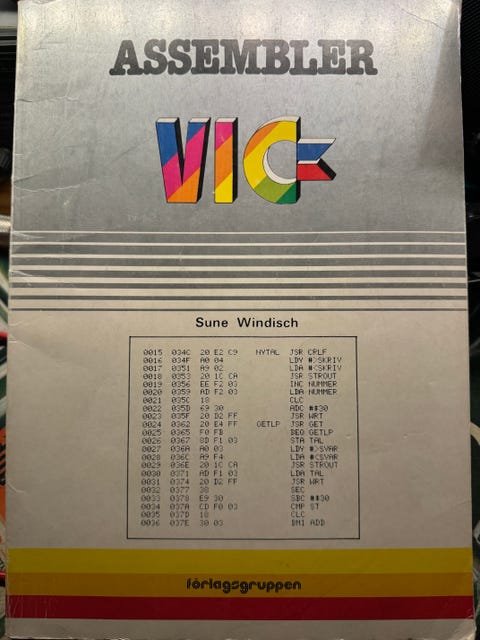 ASSEMBLER
VIC
Sune Windisch
0015 034C 20 E2 C9 NYTAL JSR CRLF
0016 034F A0 04 LDY #>SKRIV
0017 0351 A9 02 LDA #<SKRIV
0018 0353 20 1C CA JSR STROUT
0019 0356 EE F2 03 INC NUMMER
0020 0359 AD F2 03 LDA NUMMER
0021 035C 18 CLC
0022 035D 69 30 ADC #$30
0023 035F 20 D2 FF JSR WRT
0024 0362 20 E4 FF GETLP JSR GET
0025 0365 F0 FB BEQ GETLP
0026 0367 8D F1 03 STA TAL
0027 036A A0 03 LDY #>SVAR
0028 036C A9 F4 LDA #<SVAR
0029 036E 20 1C CA JSR STROUT
0030 0371 AD F1 03 LDA TAL
0031 0374 20 D2 FF JSR WRT
0032 0377 38 SEC
0033 0378 E9 30 SBC #$30
0034 037A CD F0 03 CMP ST
0035 037D 18 CLC
0036 037E 30 03 BMI ADD
förlagsgruppen